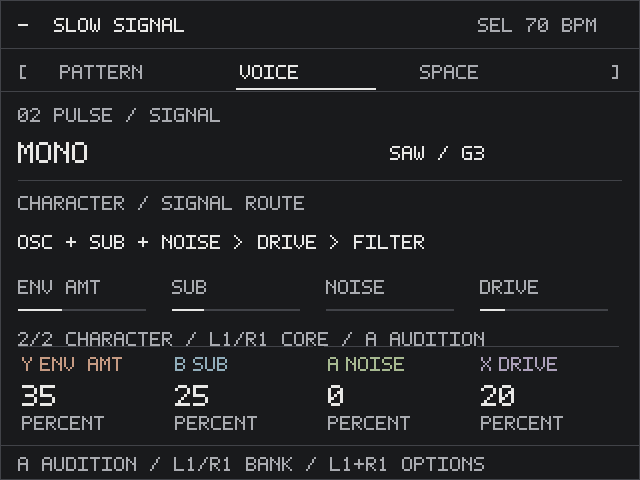 — SLOW SIGNAL SEL 70 BPM
[ PATTERN VOICE SPACE ]
02 PULSE / SIGNAL
MONO SAW / G3
CHARACTER / SIGNAL ROUTE
OSC + SUB + NOISE > DRIVE > FILTER
ENV AMT SUB NOISE DRIVE
2/2 CHARACTER / L1/R1 CORE / A AUDITION
Y ENV AMT B SUB A NOISE X DRIVE
35 25 0 20
PERCENT PERCENT PERCENT PERCENT
A AUDITION / L1/R1 BANK / L1+R1 OPTIONS